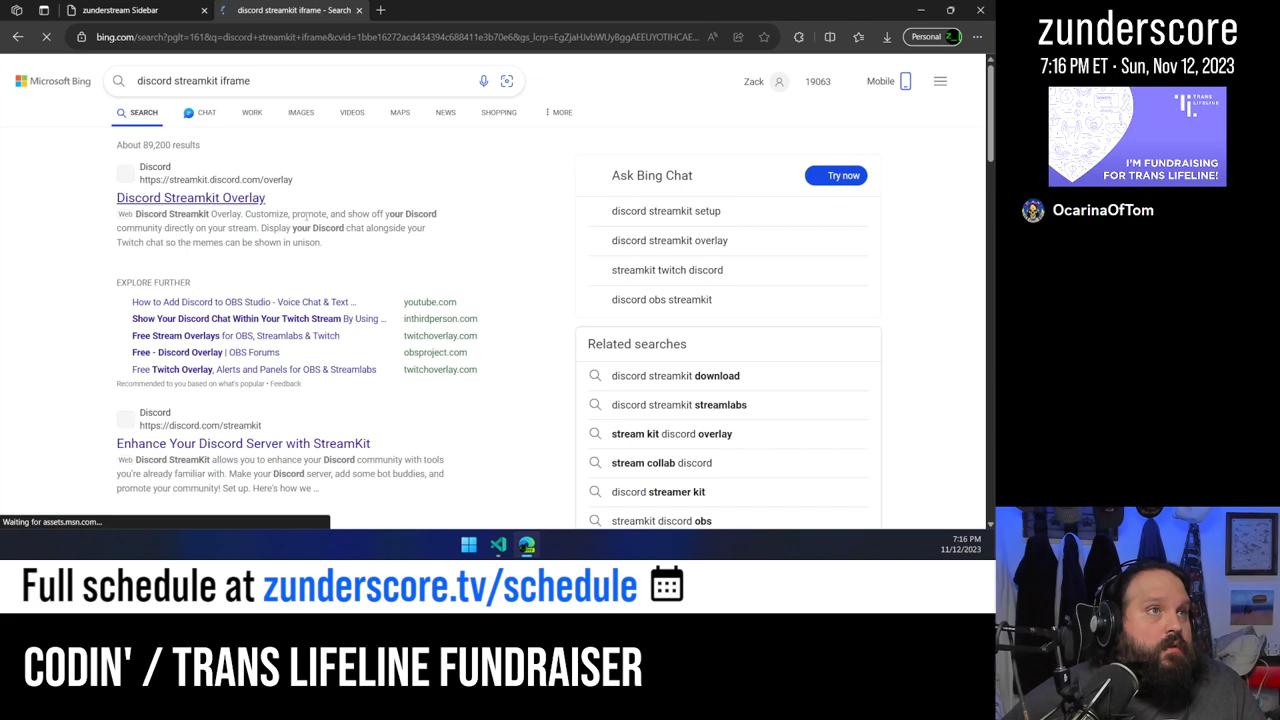 zunderstream Sidebar
discord streamkit iframe - Search
bing.com/search?pglt=161&q=discord+streamkit+iframe&cvid=1bbe16272acd434394c688411e3b70e6&gs_lcrp=EgZjaHJvbWUyBggAEEUYOTIHCAE...
Personal
Microsoft Bing
discord streamkit iframe
Zack
19063
Mobile
SEARCH
CHAT
WORK
IMAGES
VIDEOS
MAPS
NEWS
SHOPPING
MORE
About 89,200 results
Discord
https://streamkit.discord.com/overlay
Discord Streamkit Overlay
Web Discord Streamkit Overlay. Customize, promote, and show off your Discord
community directly on your stream. Display your Discord chat alongside your
Twitch chat so the memes can be shown in unison.
EXPLORE FURTHER
How to Add Discord to OBS Studio - Voice Chat & Text ... youtube.com
Show Your Discord Chat Within Your Twitch Stream By Using ... inthirdperson.com
Free Stream Overlays for OBS, Streamlabs & Twitch twitchoverlay.com
Free - Discord Overlay | OBS Forums obsproject.com
Free Twitch Overlay, Alerts and Panels for OBS & Streamlabs twitchoverlay.com
Recommended to you based on what's popular • Feedback
Discord
https://discord.com/streamkit
Enhance Your Discord Server with StreamKit
Web Discord StreamKit allows you to enhance your Discord community with tools
you're already familiar with. Make your Discord server, add some bot buddies, and
promote your community! Set up. Here's how we ...
Waiting for assets.msn.com...
Ask Bing Chat
Try now
discord streamkit setup
discord streamkit overlay
streamkit twitch discord
discord obs streamkit
Related searches
discord streamkit download
discord streamkit streamlabs
stream kit discord overlay
stream collab discord
discord streamer kit
streamkit discord obs
7:16 PM
11/12/2023
zunderscore
7:16 PM ET · Sun, Nov 12, 2023
TRANS
LIFELINE
I'M FUNDRAISING
FOR TRANS LIFELINE!
OcarinaOfTom
Full schedule at zunderscore.tv/schedule
CODIN' / TRANS LIFELINE FUNDRAISER